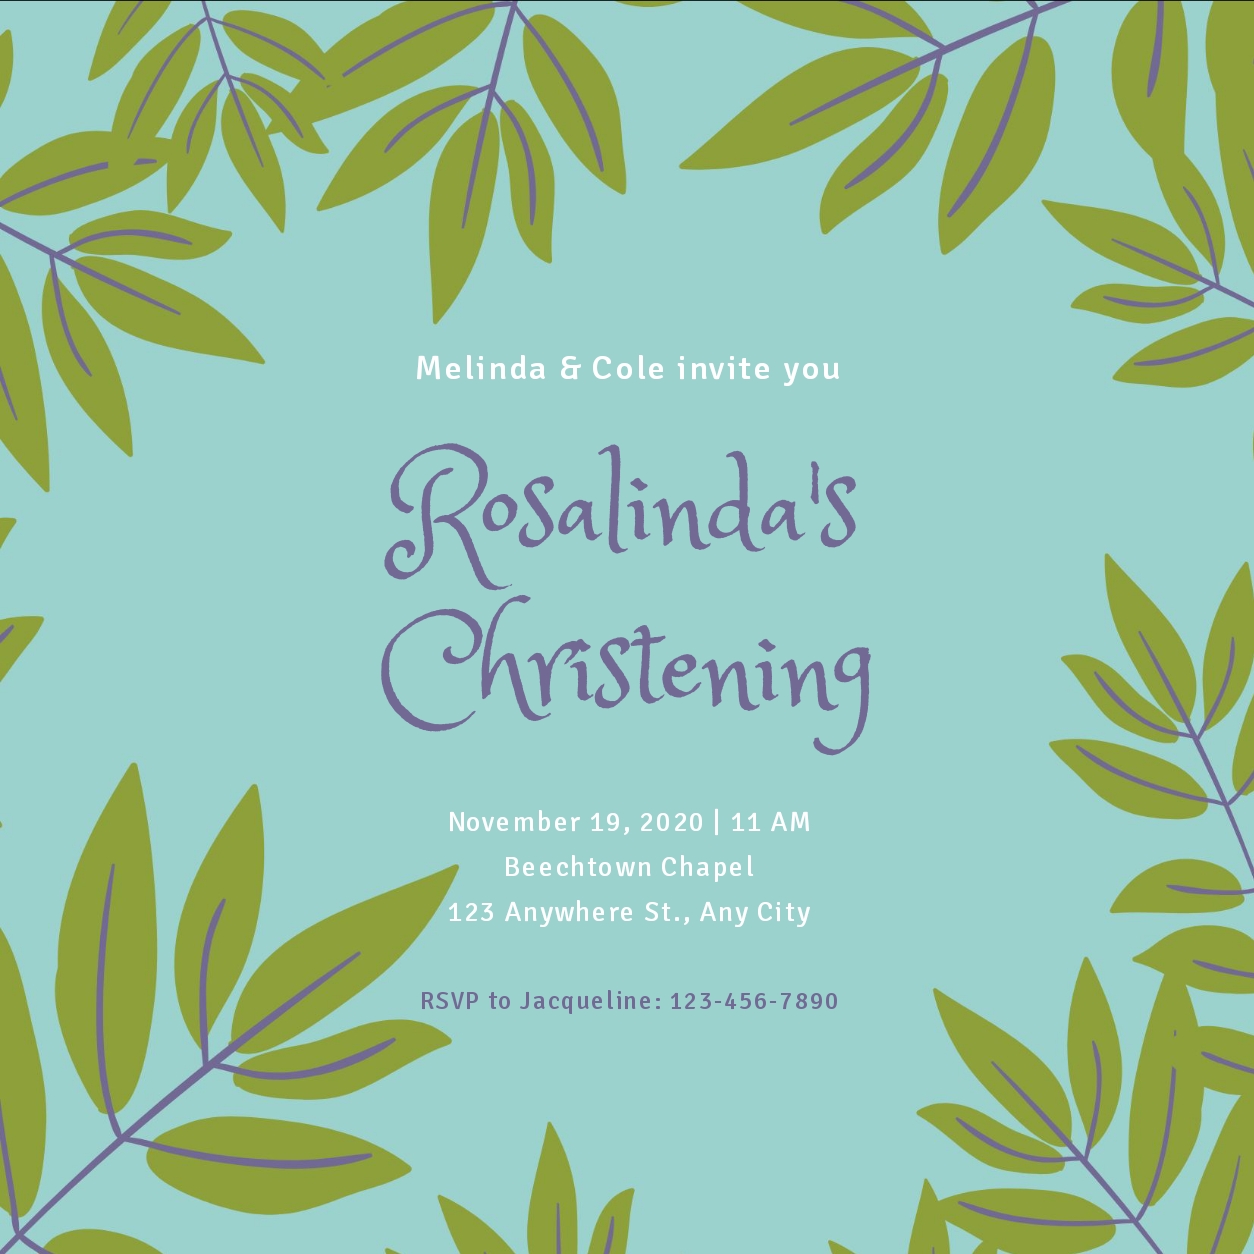 Melinda & Cole invite you
Rosalinda's
Christening
November 19, 2020 | 11 AM
Beechtown Chapel
123 Anywhere St., Any City
RSVP to Jacqueline: 123-456-7890